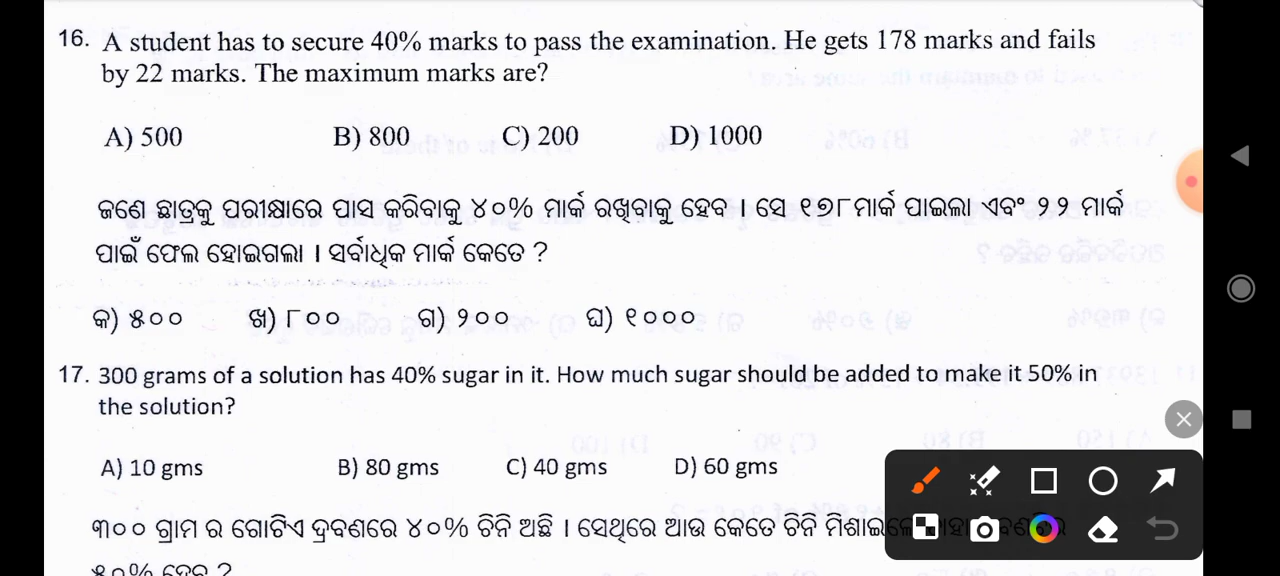 16. A student has to secure 40% marks to pass the examination. He gets 178 marks and fails
by 22 marks. The maximum marks are?
A) 500 B) 800 C) 200 D) 1000
ଜଣେ ଛାତ୍ରକୁ ପରୀକ୍ଷାରେ ପାସ କରିବାକୁ ୪୦% ମାର୍କ ରଖିବାକୁ ହେବ । ସେ ୧୭୮ମାର୍କ ପାଇଲା ଏବଂ ୨୨ ମାର୍କ
ପାଇଁ ଫେଲ ହୋଇଗଲା । ସର୍ବାଧିକ ମାର୍କ କେତେ ?
କ) ୫୦୦ ଖ) ୮୦୦ ଗ) ୨୦୦ ଘ) ୧୦୦୦
17. 300 grams of a solution has 40% sugar in it. How much sugar should be added to make it 50% in
the solution?
A) 10 gms B) 80 gms C) 40 gms D) 60 gms
୩୦୦ ଗ୍ରାମ ର ଗୋଟିଏ ଦ୍ରବଣରେ ୪୦% ଚିନି ଅଛି । ସେଥିରେ ଆଉ କେତେ ଚିନି
୫୦% ହେବ ?